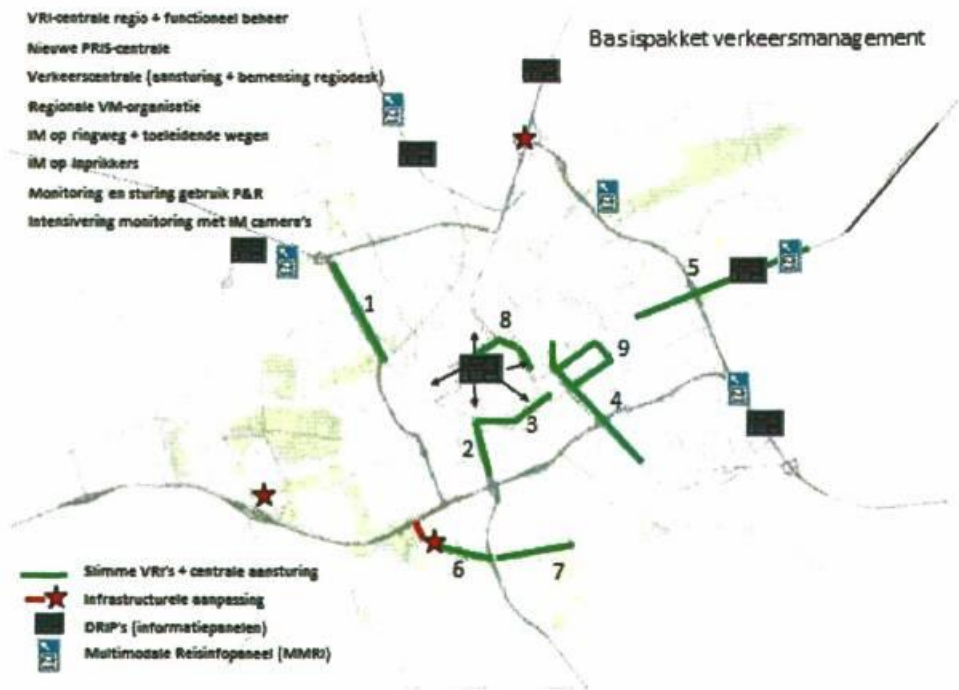 VRI-centrale regio + functioneel beheer
Basispakket verkeersmanagement
Nieuwe PRIS-centrale
Verkeerscentrale (aansturing + bemensing regiodesk)
Regionale VM-organisatie
IM op ringweg + toeleidende wegen
IM op Inprikkers
Monitoring en sturing gebruik P&R
Intensivering monitoring met IM camera's
5
1
8
9
4
3
2
6
7
Slimme VRI's + centrale aansturing
Infrastructurele aanpassing
DRIP's (informatiepanelen)
Multimodale Reisinfopaneel (MMRI)